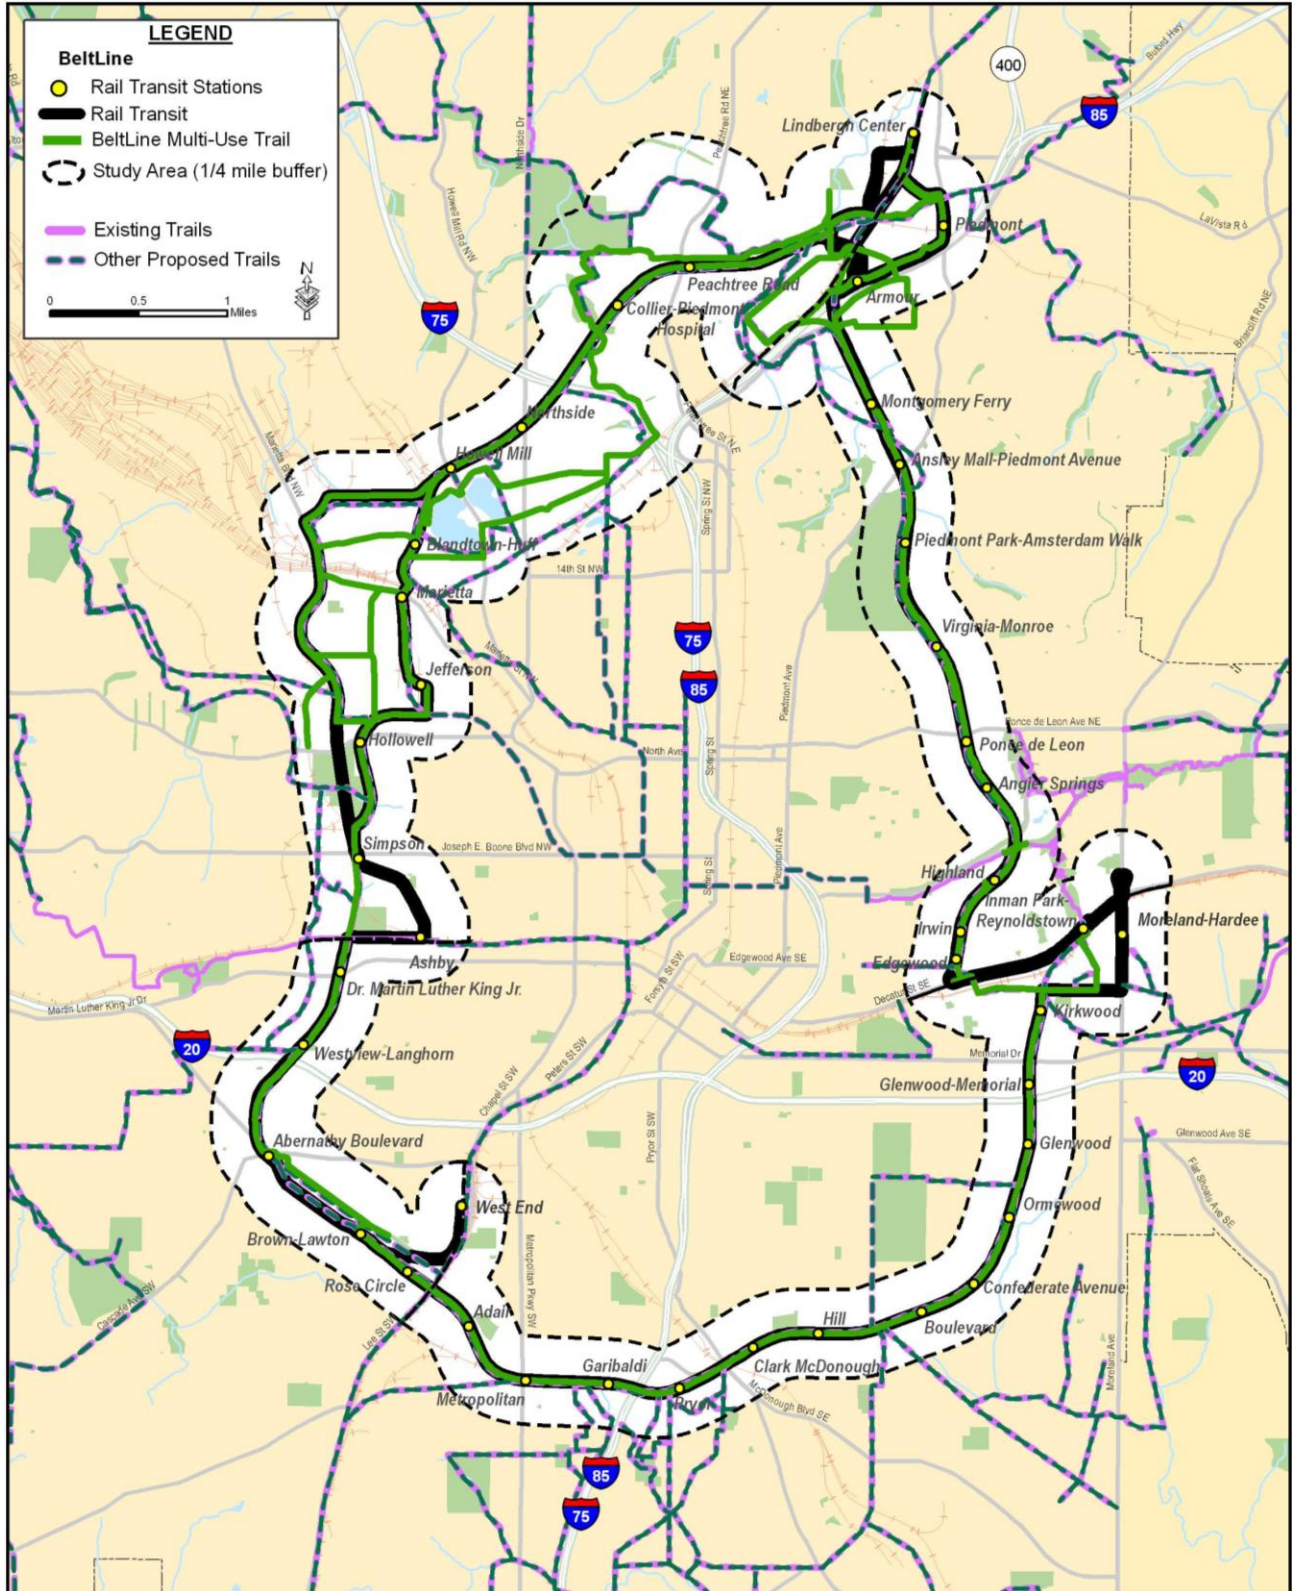 LEGEND
BeltLine
Rail Transit Stations
Rail Transit
BeltLine Multi-Use Trail
Study Area (1/4 mile buffer)
Existing Trails
Other Proposed Trails
N
0 0.5 1
Miles
400
85
Buford Hwy
Lindbergh Center
Peachtree Rd NE
Northside Dr
Howell Mill Rd NW
LaVista Rd
Piedmont
Peachtree Road
Armour
Collier-Piedmont
Hospital
75
Briarcliff Rd NE
Northside
Montgomery Ferry
Peachtree St NE
Howell Mill
Marietta Blvd NW
Ansley Mall-Piedmont Avenue
Spring St NW
Blandtown-Huff
Piedmont Park-Amsterdam Walk
14th St NW
Marietta
Virginia-Monroe
75
Marietta St NW
Jefferson
85
Piedmont Ave
Ponce de Leon Ave NE
Hollowell
North Ave
Spring St
Ponce de Leon
Angier Springs
Simpson
Joseph E. Boone Blvd NW
Piedmont Ave
Spring St
Highland
Inman Park-
Reynoldstown
Moreland-Hardee
Irwin
Ashby
Edgewood Ave SE
Edgewood
Forsyth St SW
Dr. Martin Luther King Jr.
Martin Luther King Jr Dr
Decatur St SE
Kirkwood
20
Westview-Langhorn
Memorial Dr
Peters St SW
20
Chapel St SW
Glenwood-Memorial
Pryor St SW
Abernathy Boulevard
Glenwood
Glenwood Ave SE
Flat Shoals Ave SE
West End
Ormewood
Brown-Lawton
Metropolitan Pkwy SW
Rose Circle
Confederate Avenue
Cascade Ave SW
Adair
Hill
Boulevard
Lee St SW
Garibaldi
Clark McDonough
Moreland Ave
Metropolitan
Pryor
McDonough Blvd SE
85
75